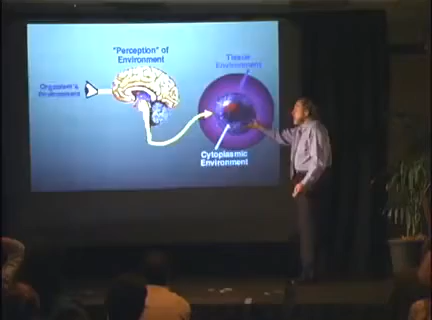 "Perception" of
Environment
Tissue
Environment
Organism's
Environment
Cytoplasmic
Environment